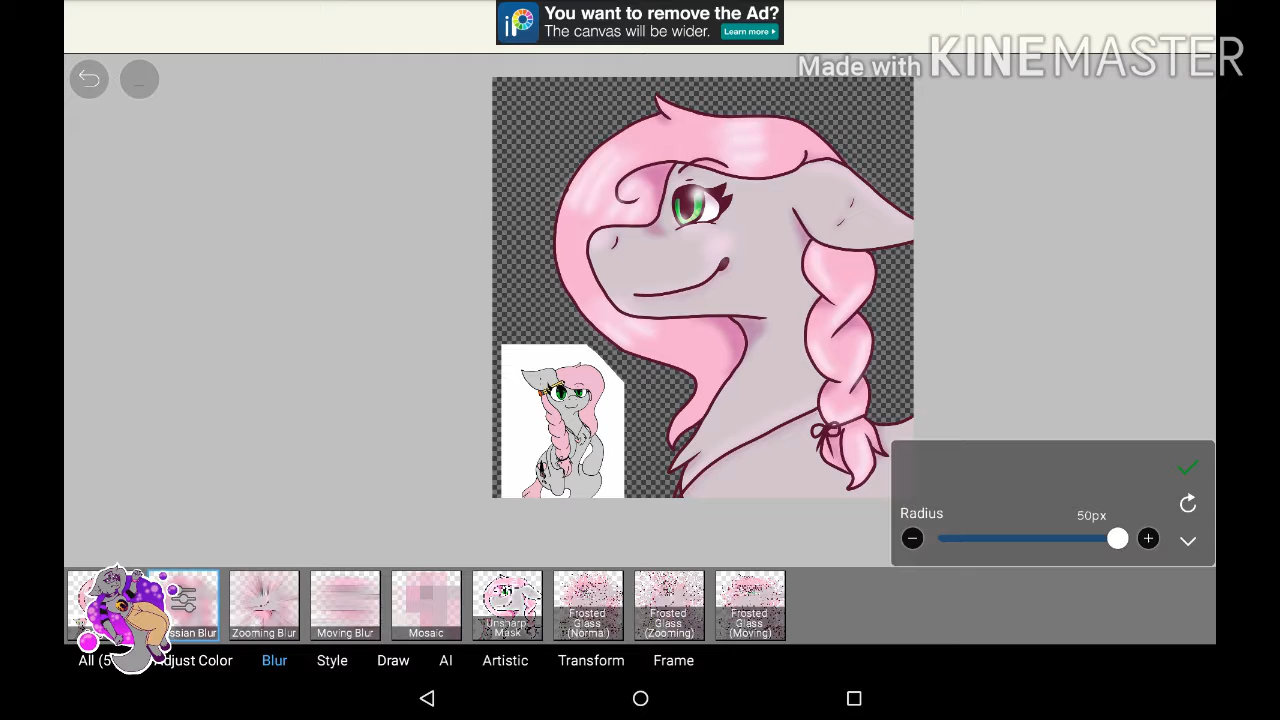 You want to remove the Ad?
The canvas will be wider.
Learn more
Made with KINEMASTER
Radius
50px
ssian Blur
Zooming Blur
Moving Blur
Mosaic
Unsharp
Mask
Frosted
Glass
(Normal)
Frosted
Glass
(Zooming)
Frosted
Glass
(Moving)
All (5
djust Color
Blur
Style
Draw
AI
Artistic
Transform
Frame